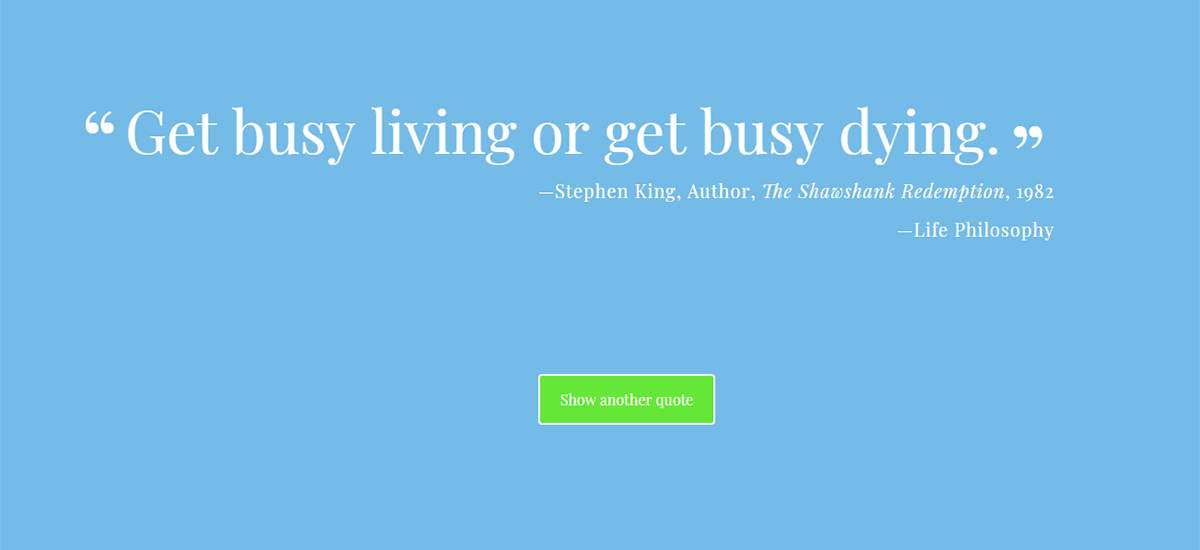 “ Get busy living or get busy dying. ”
—Stephen King, Author, The Shawshank Redemption, 1982
—Life Philosophy
Show another quote